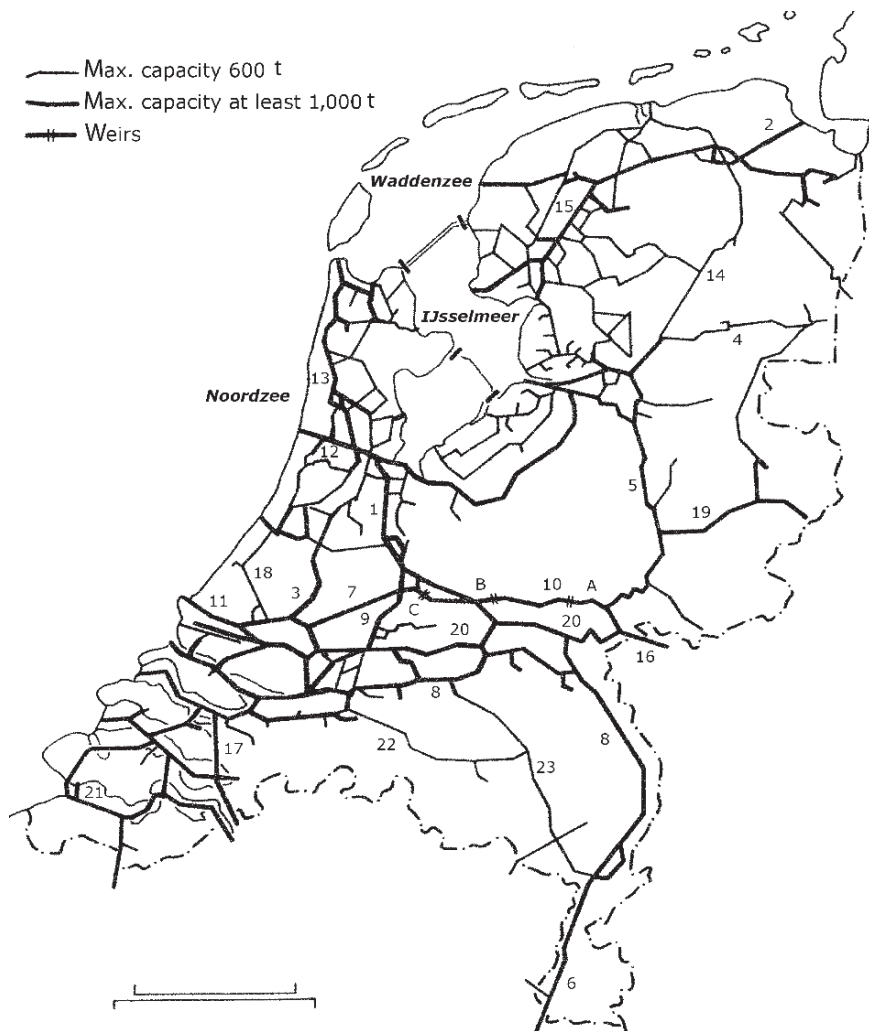 Max. capacity 600 t
Max. capacity at least 1,000 t
Weirs
2
Waddenzee
15
14
IJsselmeer
4
13
Noordzee
12
5
1
19
18
B
10
A
7
3
11
C
9
20
20
16
8
17
22
8
23
21
6